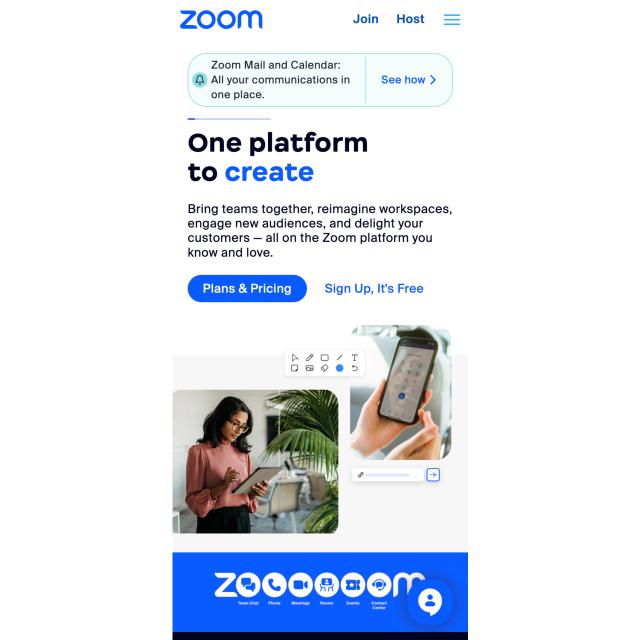 zoom
Join Host
Zoom Mail and Calendar:
All your communications in
one place.
See how
One platform
to create
Bring teams together, reimagine workspaces,
engage new audiences, and delight your
customers — all on the Zoom platform you
know and love.
Plans & Pricing
Sign Up, It's Free
T
zoooooom
Team Chat Phone Meetings Rooms Events Contact
Center